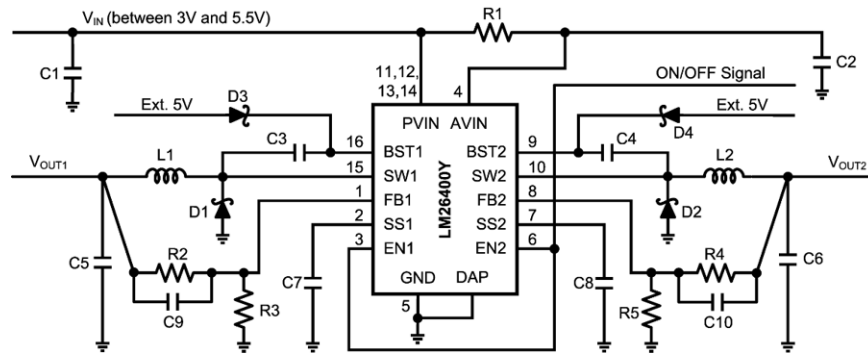 V_IN (between 3V and 5.5V)
R1
C1
C2
11,12,
13,14
4
ON/OFF Signal
D3
Ext. 5V
Ext. 5V
D4
PVIN AVIN
C3
C4
16 BST1 BST2 9
V_OUT1
L1
15 SW1 SW2 10
L2
V_OUT2
D1
D2
1 FB1 FB2 8
2 SS1 SS2 7
3 EN1 EN2 6
LM26400Y
C5
R2
R4
C6
C7
GND DAP
C8
C9
R3
5
R5
C10